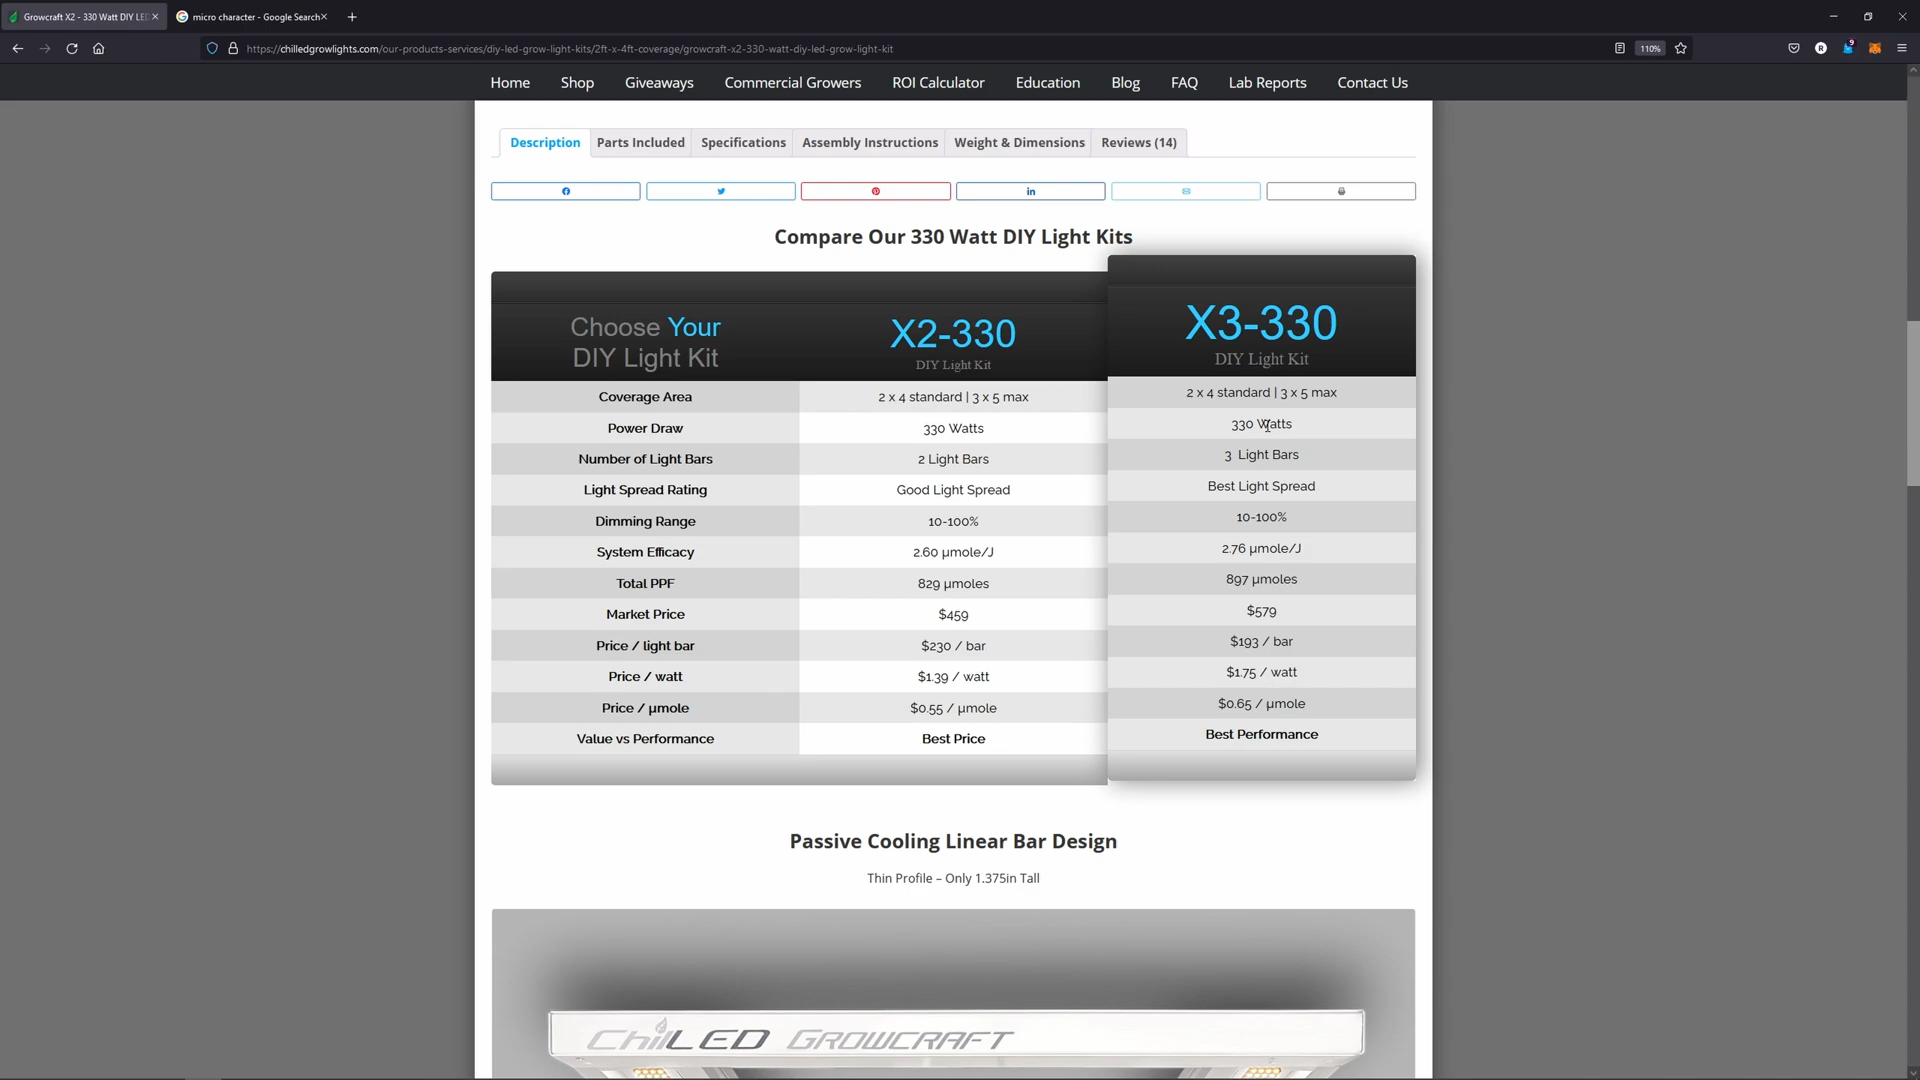 Growcraft X2 - 330 Watt DIY LED
micro character - Google Search
https://chilledgrowlights.com/our-products-services/diy-led-grow-light-kits/2ft-x-4ft-coverage/growcraft-x2-330-watt-diy-led-grow-light-kit
110%
9
Home Shop Giveaways Commercial Growers ROI Calculator Education Blog FAQ Lab Reports Contact Us
Description Parts Included Specifications Assembly Instructions Weight & Dimensions Reviews (14)
Compare Our 330 Watt DIY Light Kits
Choose Your
DIY Light Kit
X2-330
DIY Light Kit
X3-330
DIY Light Kit
Coverage Area 2 x 4 standard | 3 x 5 max 2 x 4 standard | 3 x 5 max
Power Draw 330 Watts 330 Watts
Number of Light Bars 2 Light Bars 3 Light Bars
Light Spread Rating Good Light Spread Best Light Spread
Dimming Range 10-100% 10-100%
System Efficacy 2.60 µmole/J 2.76 µmole/J
Total PPF 829 µmoles 897 µmoles
Market Price $459 $579
Price / light bar $230 / bar $193 / bar
Price / watt $1.39 / watt $1.75 / watt
Price / µmole $0.55 / µmole $0.65 / µmole
Value vs Performance Best Price Best Performance
Passive Cooling Linear Bar Design
Thin Profile – Only 1.375in Tall
ChilLED GROWCRAFT